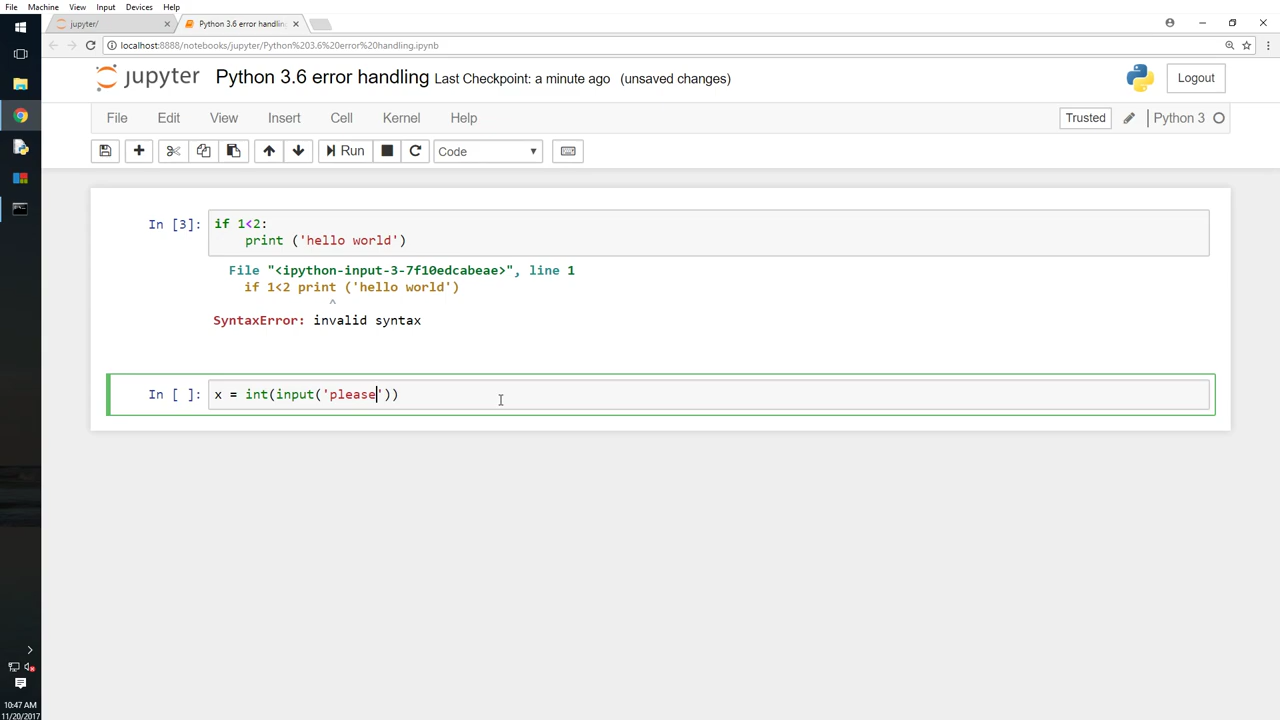 File Machine View Input Devices Help
jupyter/
Python 3.6 error handling
localhost:8888/notebooks/jupyter/Python%203.6%20error%20handling.ipynb
jupyter Python 3.6 error handling Last Checkpoint: a minute ago (unsaved changes) Logout
File Edit View Insert Cell Kernel Help Trusted Python 3
Run Code
In [3]: if 1<2:
print ('hello world')
File "<ipython-input-3-7f10edcabeae>", line 1
if 1<2 print ('hello world')
^
SyntaxError: invalid syntax
In [ ]: x = int(input('please'))
10:47 AM
11/20/2017